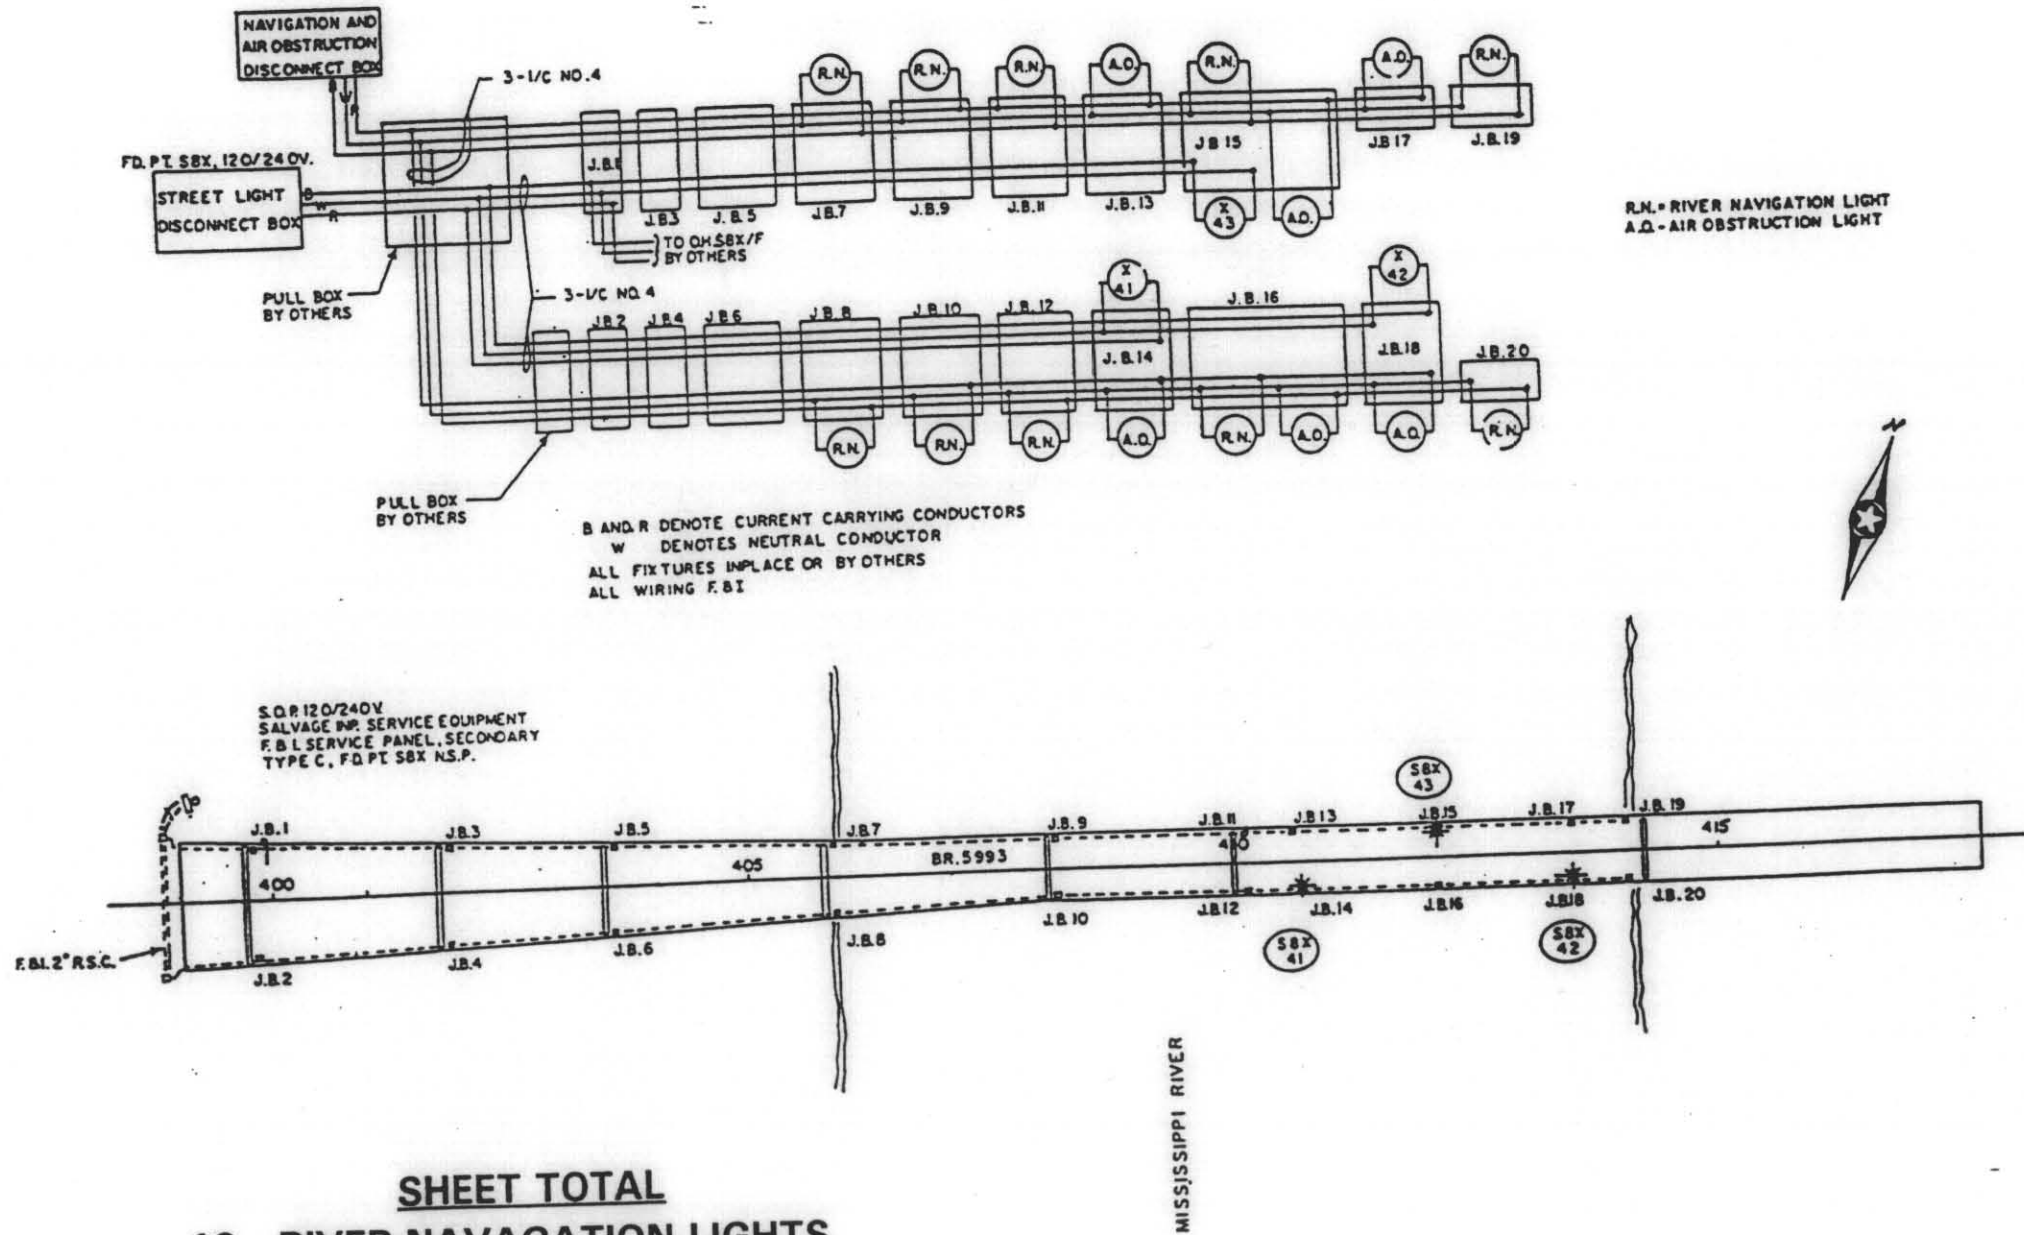 NAVIGATION AND
AIR OBSTRUCTION
DISCONNECT BOX
B W R
3-1/C NO. 4
FD. PT. SBX, 120/240V.
STREET LIGHT
DISCONNECT BOX
B
W
R
PULL BOX
BY OTHERS
R.N.
R.N.
R.N.
A.O.
R.N.
A.O.
R.N.
J.B.1
J.B.3
J.B.5
J.B.7
J.B.9
J.B.11
J.B.13
J.B 15
J.B 17
J.B.19
X
43
A.O.
TO O.H.SBX/F
BY OTHERS
R.N.= RIVER NAVIGATION LIGHT
A.O.- AIR OBSTRUCTION LIGHT
3-1/C NO. 4
X
41
X
42
J.B.2
J.B.4
J.B.6
J.B.8
J.B.10
J.B.12
J.B.14
J.B.16
J.B.18
J.B.20
R.N.
R.N.
R.N.
A.O.
R.N.
A.O.
A.O.
R.N.
PULL BOX
BY OTHERS
B AND R DENOTE CURRENT CARRYING CONDUCTORS
W DENOTES NEUTRAL CONDUCTOR
ALL FIXTURES INPLACE OR BY OTHERS
ALL WIRING F. & I
N
S.O.P. 120/240V.
SALVAGE INP. SERVICE EQUIPMENT
F. & I. SERVICE PANEL, SECONDARY
TYPE C, FD. PT. SBX N.S.P.
SBX
43
J.B.1
J.B.3
J.B.5
J.B.7
J.B.9
J.B.11
J.B.13
J.B.15
J.B.17
J.B.19
400
405
BR. 5993
410
415
F.&I. 2" R.S.C.
J.B.2
J.B.4
J.B.6
J.B.8
J.B.10
J.B.12
J.B.14
J.B.16
J.B.18
J.B.20
SBX
41
SBX
42
MISSISSIPPI RIVER
SHEET TOTAL
RIVER NAVAGATION LIGHTS